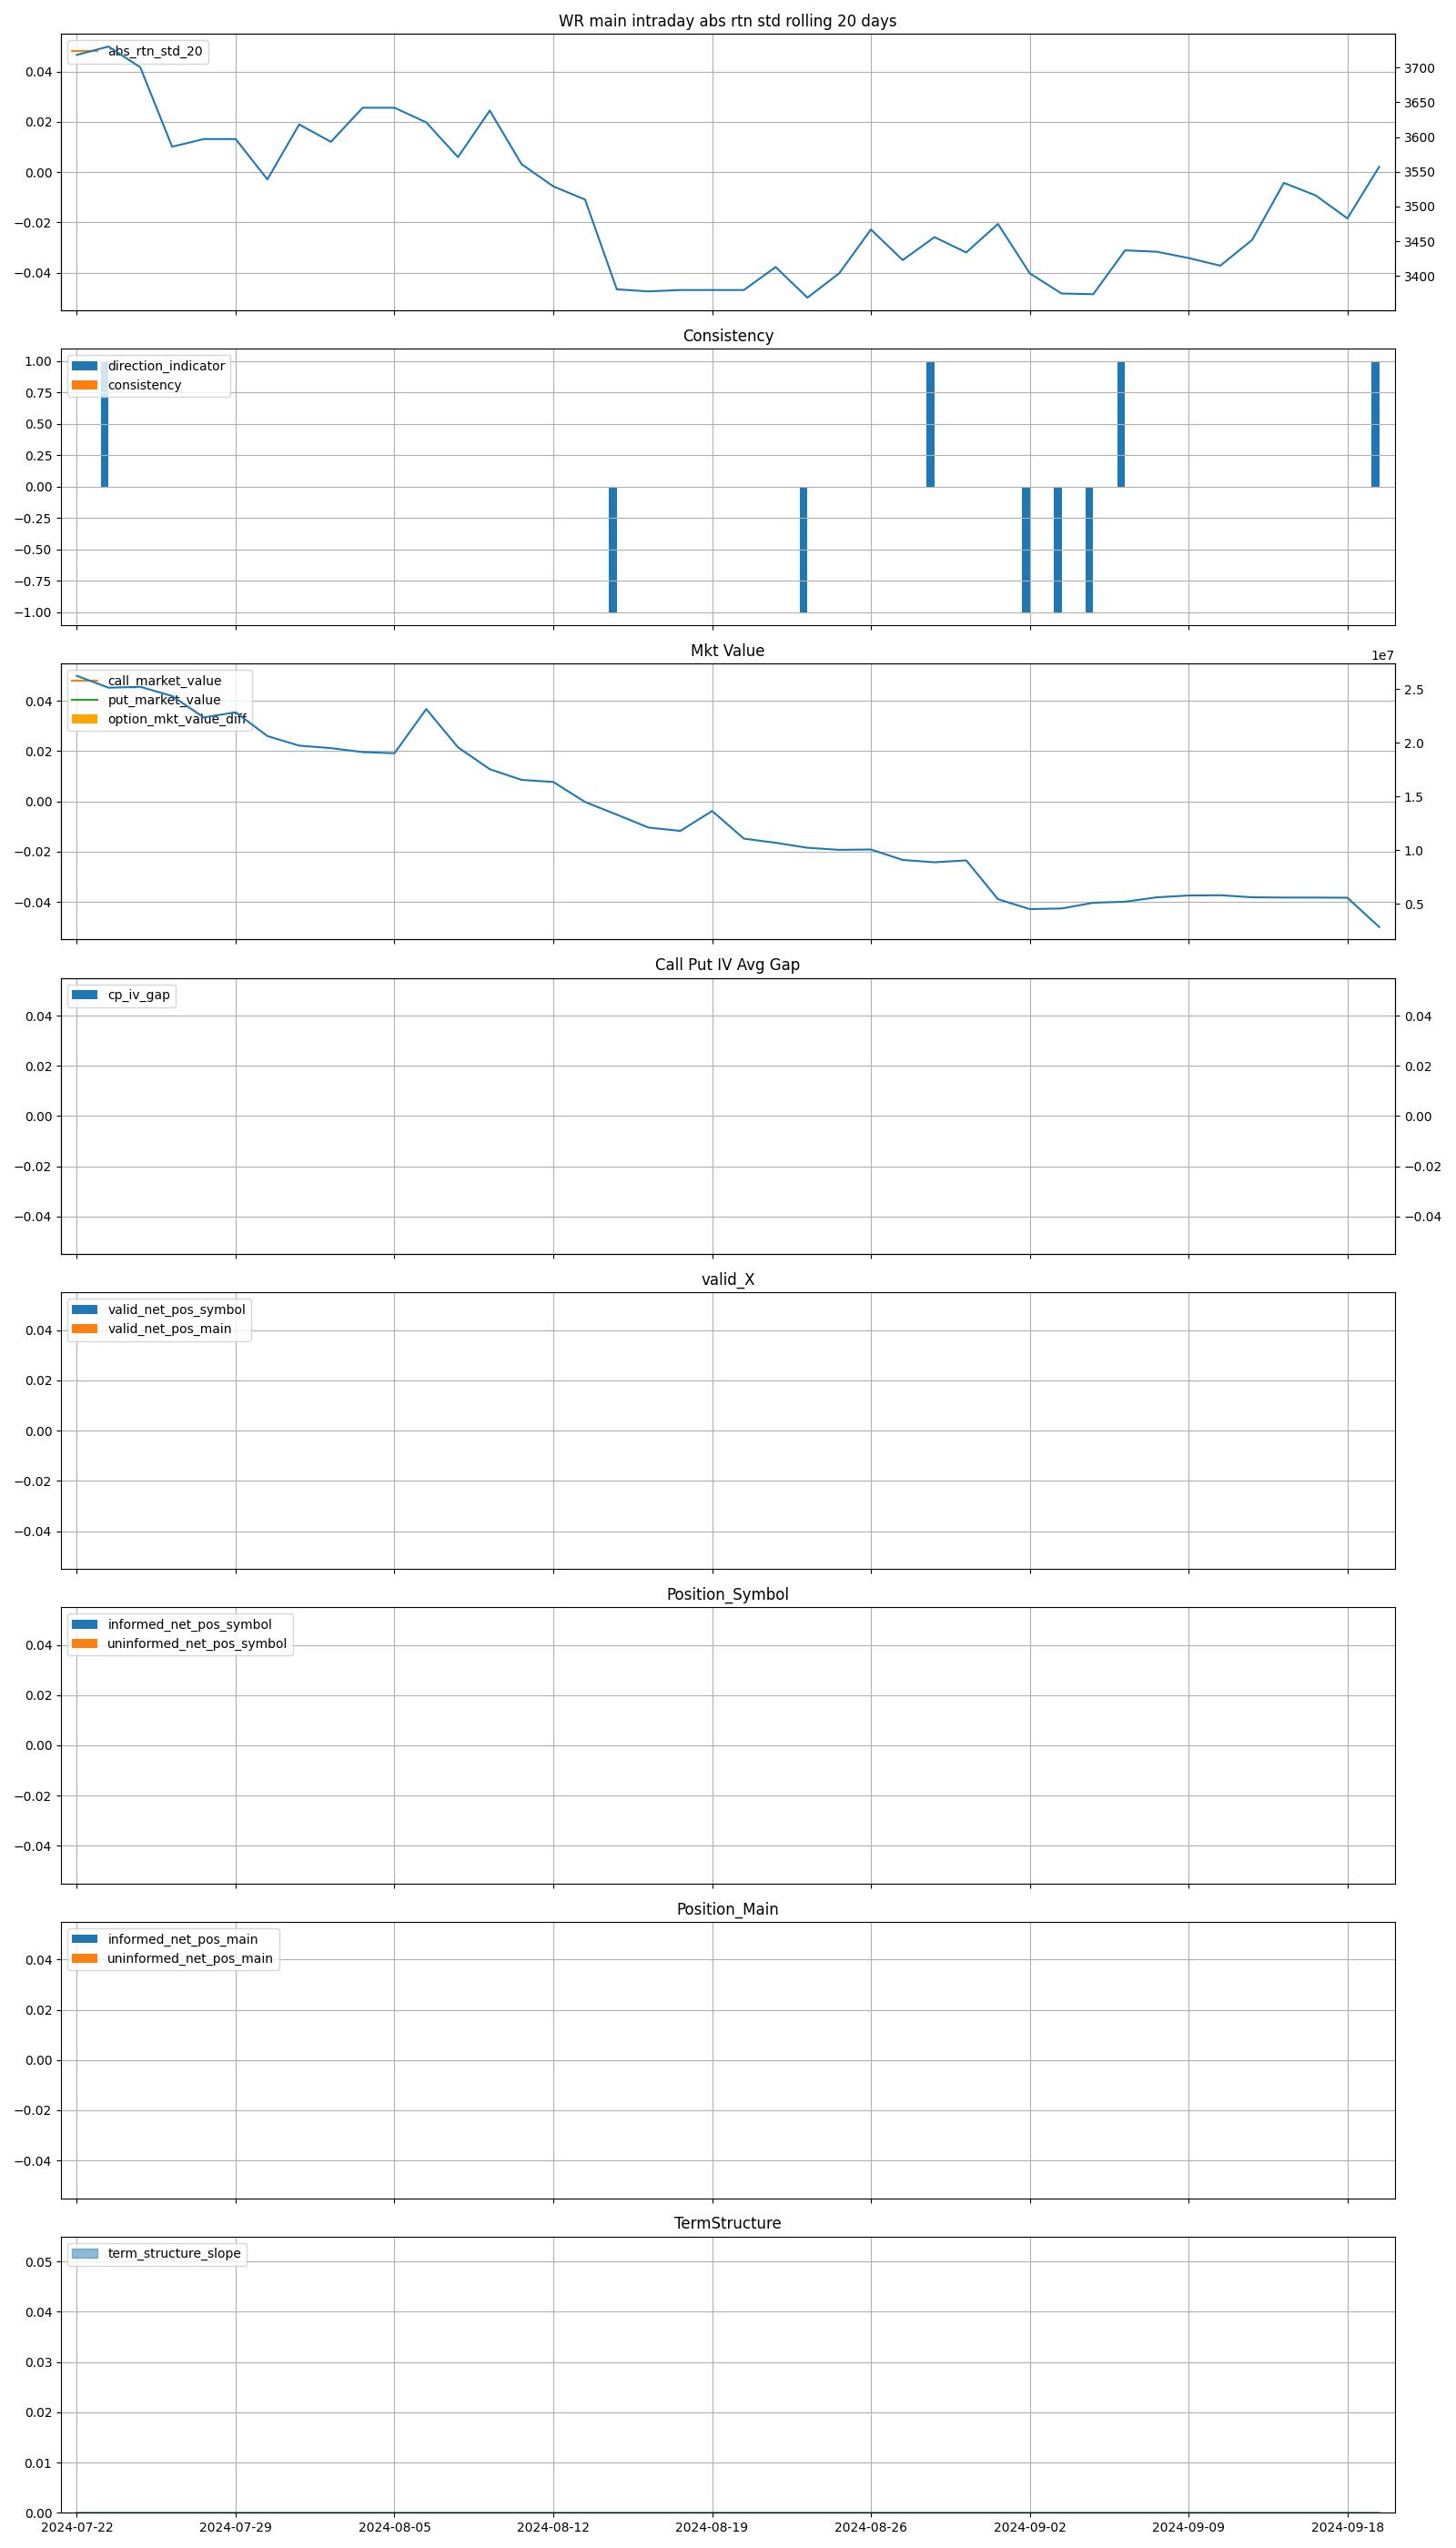 WR main intraday abs rtn std rolling 20 days
abs_rtn_std_20
0.04
0.02
0.00
−0.02
−0.04
3700
3650
3600
3550
3500
3450
3400
Consistency
direction_indicator
consistency
1.00
0.75
0.50
0.25
0.00
−0.25
−0.50
−0.75
−1.00
Mkt Value
1e7
call_market_value
put_market_value
option_mkt_value_diff
0.04
0.02
0.00
−0.02
−0.04
2.5
2.0
1.5
1.0
0.5
Call Put IV Avg Gap
cp_iv_gap
0.04
0.02
0.00
−0.02
−0.04
0.04
0.02
0.00
−0.02
−0.04
valid_X
valid_net_pos_symbol
valid_net_pos_main
0.04
0.02
0.00
−0.02
−0.04
Position_Symbol
informed_net_pos_symbol
uninformed_net_pos_symbol
0.04
0.02
0.00
−0.02
−0.04
Position_Main
informed_net_pos_main
uninformed_net_pos_main
0.04
0.02
0.00
−0.02
−0.04
TermStructure
term_structure_slope
0.05
0.04
0.03
0.02
0.01
0.00
2024-07-22 2024-07-29 2024-08-05 2024-08-12 2024-08-19 2024-08-26 2024-09-02 2024-09-09 2024-09-18